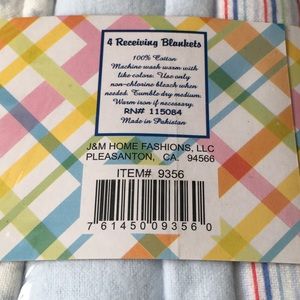 4 Receiving Blankets
100% Cotton
Machine wash warm with
like colors. Use only
non-chlorine bleach when
needed. Tumble dry medium.
Warm iron if necessary.
RN# 115084
Made in Pakistan
J&M HOME FASHIONS, LLC
PLEASANTON, CA. 94566
ITEM# 9356
7 61450 09356 0